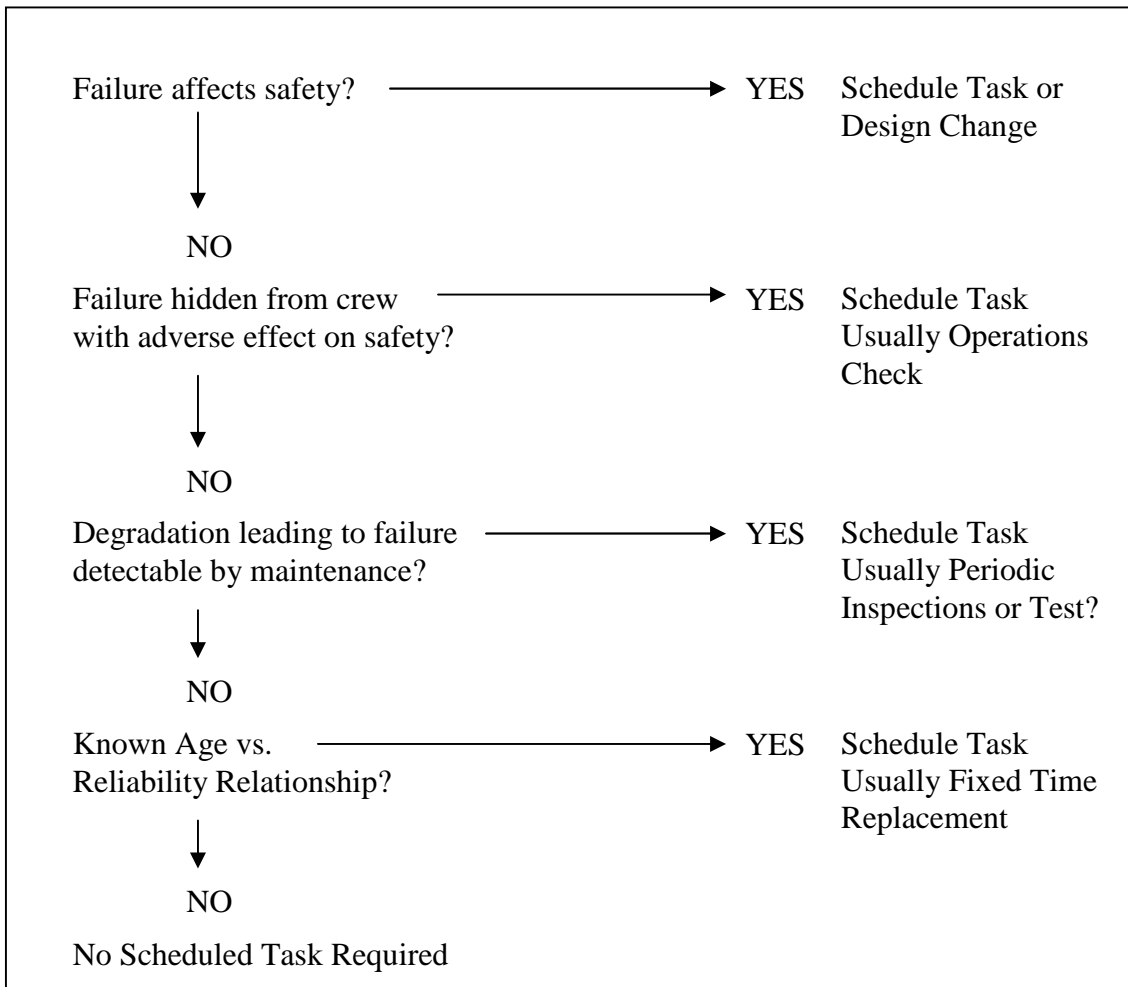 Failure affects safety? YES Schedule Task or
Design Change
NO
Failure hidden from crew YES Schedule Task
with adverse effect on safety? Usually Operations
Check
NO
Degradation leading to failure YES Schedule Task
detectable by maintenance? Usually Periodic
Inspections or Test?
NO
Known Age vs. YES Schedule Task
Reliability Relationship? Usually Fixed Time
Replacement
NO
No Scheduled Task Required